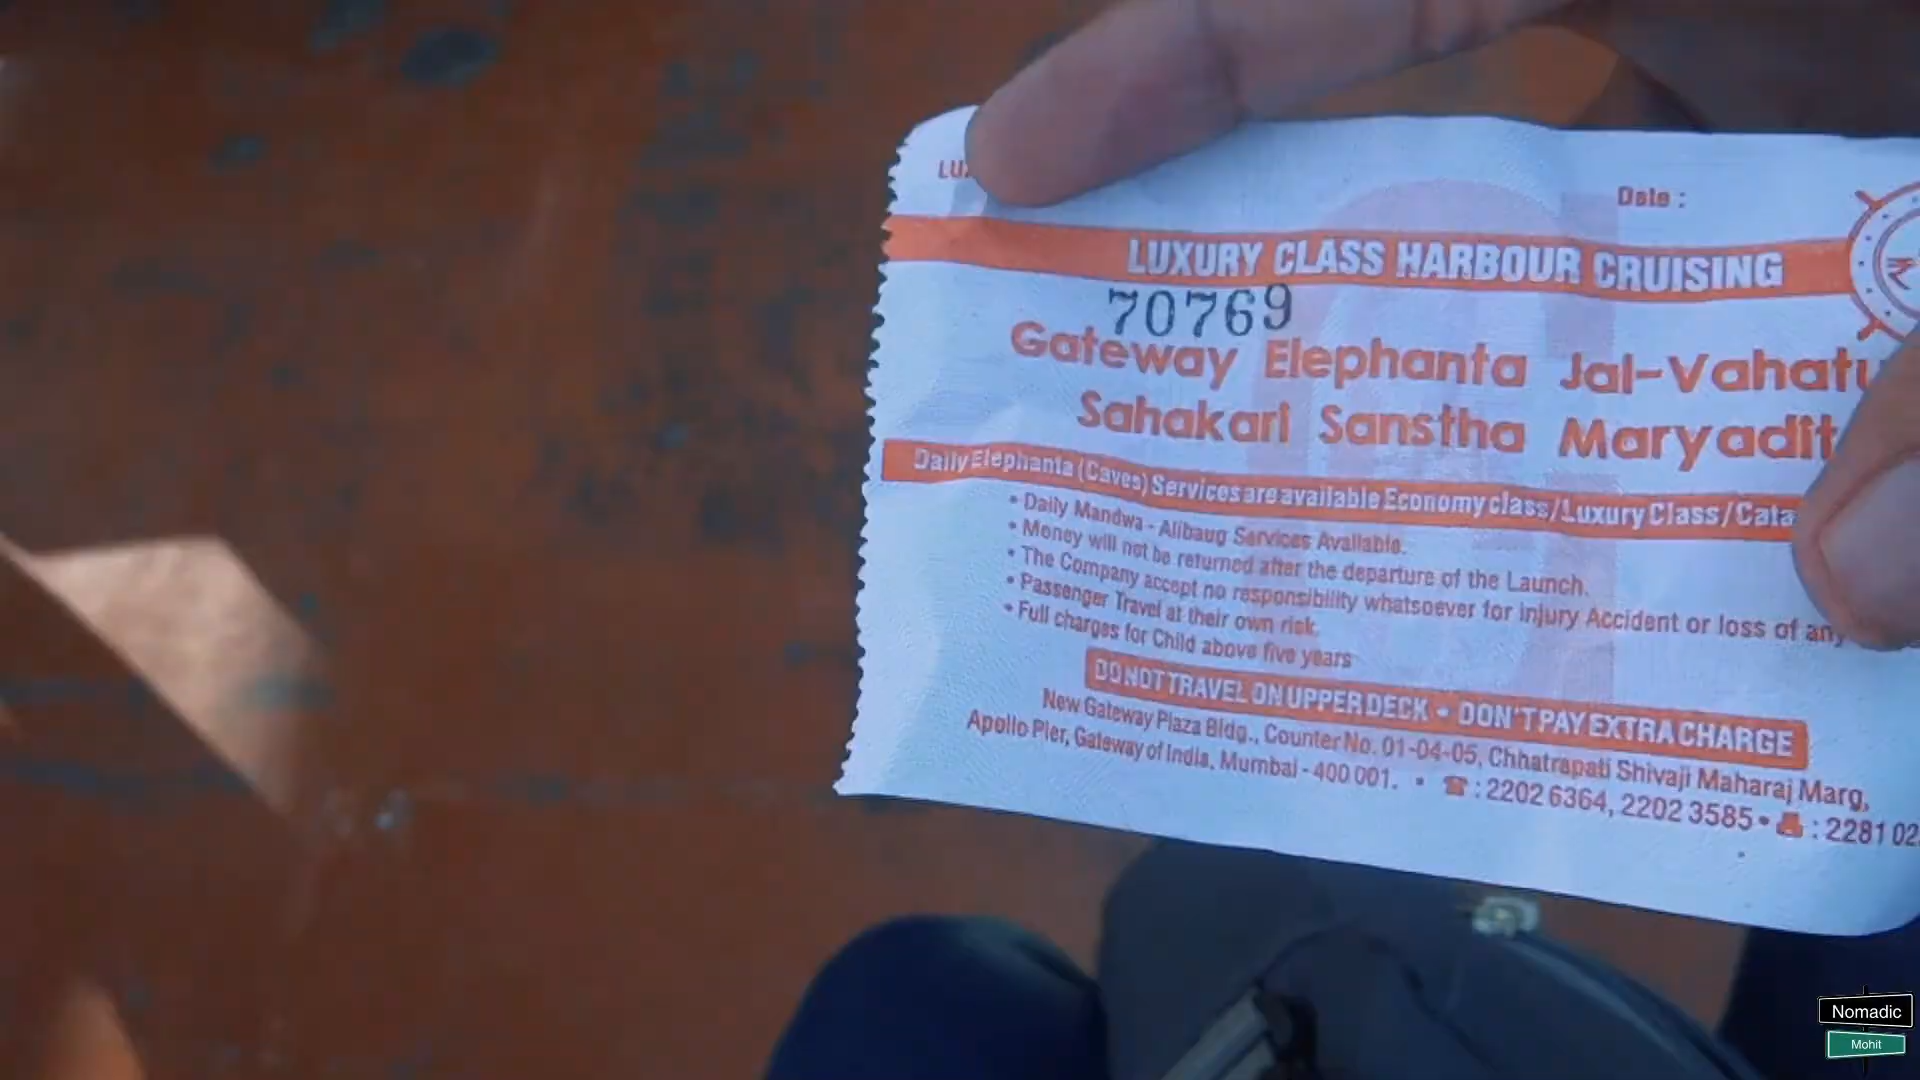 Date :
LUXURY CLASS HARBOUR CRUISING
70769
Gateway Elephanta Jal-Vahatu
Sahakari Sanstha Maryadit
Daily Elephanta (Caves) Services are available Economy class/Luxury Class/Cata
• Daily Mandwa - Alibaug Services Available.
• Money will not be returned after the departure of the Launch.
• The Company accept no responsibility whatsoever for injury Accident or loss of any
• Passenger Travel at their own risk.
• Full charges for Child above five years
DO NOT TRAVEL ON UPPER DECK • DON'T PAY EXTRA CHARGE
New Gateway Plaza Bldg., Counter No. 01-04-05, Chhatrapati Shivaji Maharaj Marg,
Apollo Pier, Gateway of India, Mumbai - 400 001. • ☎ : 2202 6364, 2202 3585 • : 2281 02
Nomadic
Mohit